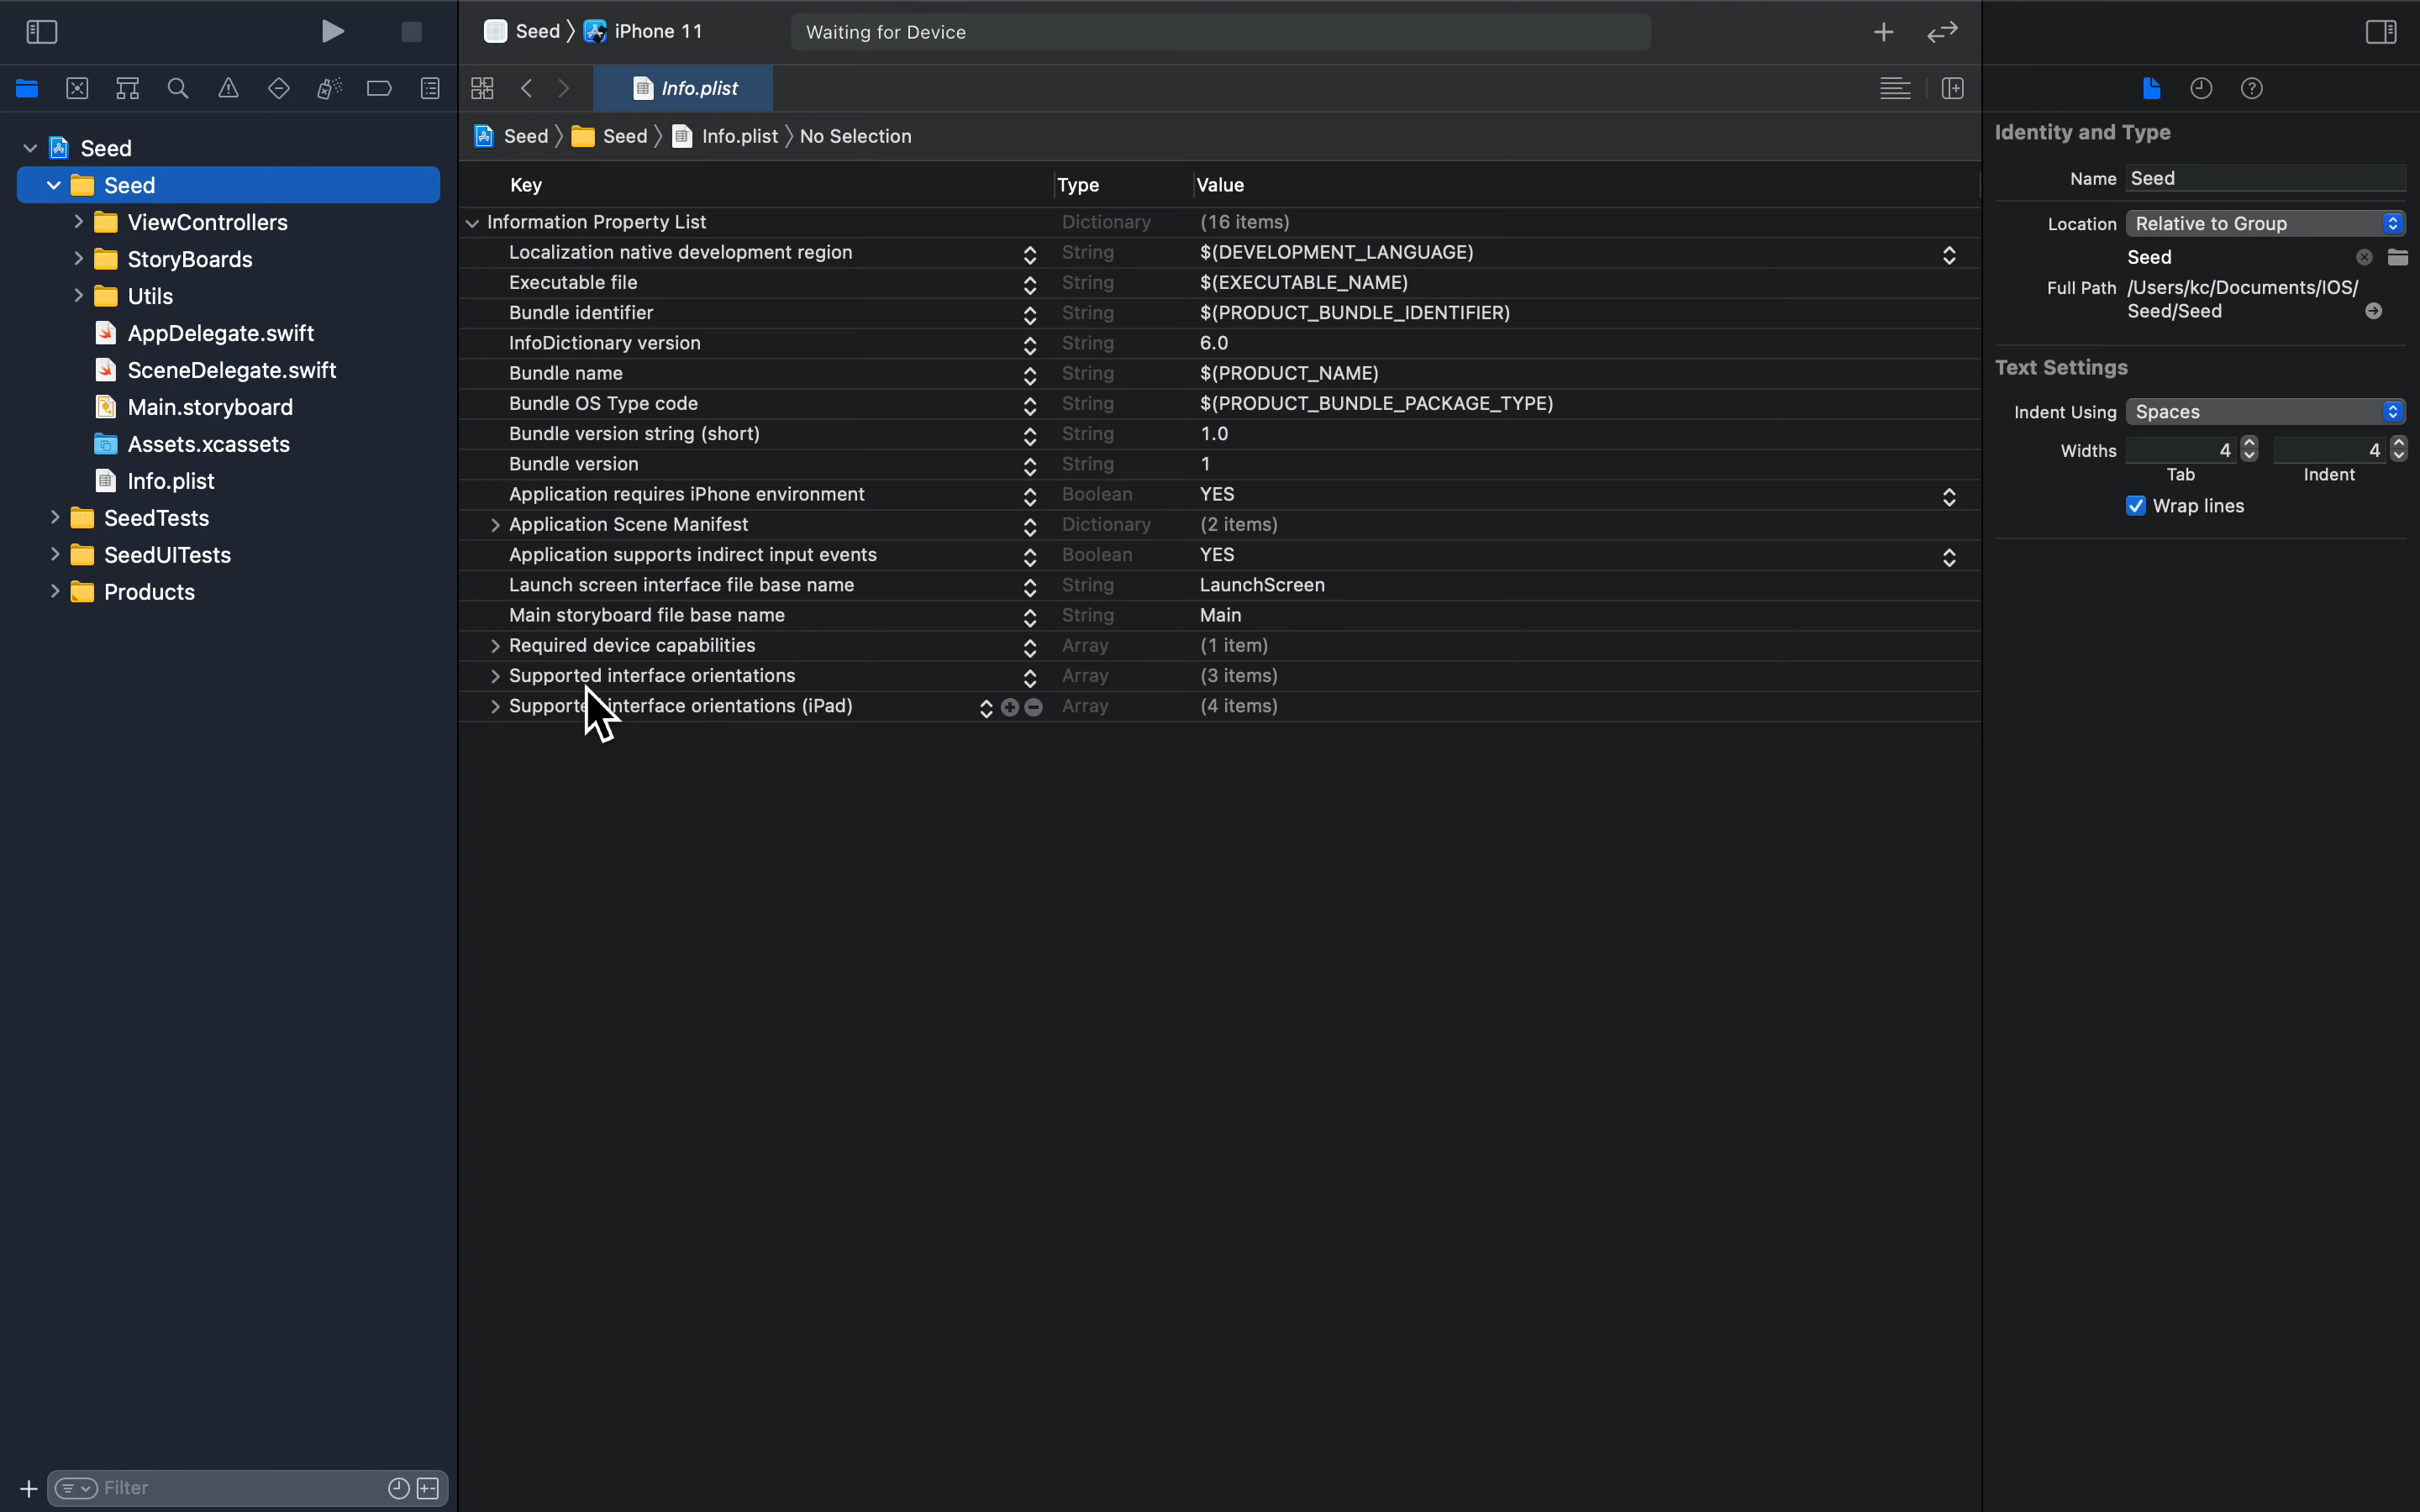 Seed
iPhone 11
Waiting for Device
Info.plist
Seed
Seed
Info.plist
No Selection
Seed
Seed
ViewControllers
StoryBoards
Utils
AppDelegate.swift
SceneDelegate.swift
Main.storyboard
Assets.xcassets
Info.plist
SeedTests
SeedUITests
Products
Filter
Key Type Value
Information Property List Dictionary (16 items)
Localization native development region String $(DEVELOPMENT_LANGUAGE)
Executable file String $(EXECUTABLE_NAME)
Bundle identifier String $(PRODUCT_BUNDLE_IDENTIFIER)
InfoDictionary version String 6.0
Bundle name String $(PRODUCT_NAME)
Bundle OS Type code String $(PRODUCT_BUNDLE_PACKAGE_TYPE)
Bundle version string (short) String 1.0
Bundle version String 1
Application requires iPhone environment Boolean YES
Application Scene Manifest Dictionary (2 items)
Application supports indirect input events Boolean YES
Launch screen interface file base name String LaunchScreen
Main storyboard file base name String Main
Required device capabilities Array (1 item)
Supported interface orientations Array (3 items)
Supported interface orientations (iPad) Array (4 items)
Identity and Type
Name Seed
Location Relative to Group
Seed
Full Path /Users/kc/Documents/IOS/
Seed/Seed
Text Settings
Indent Using Spaces
Widths 4 4
Tab Indent
Wrap lines